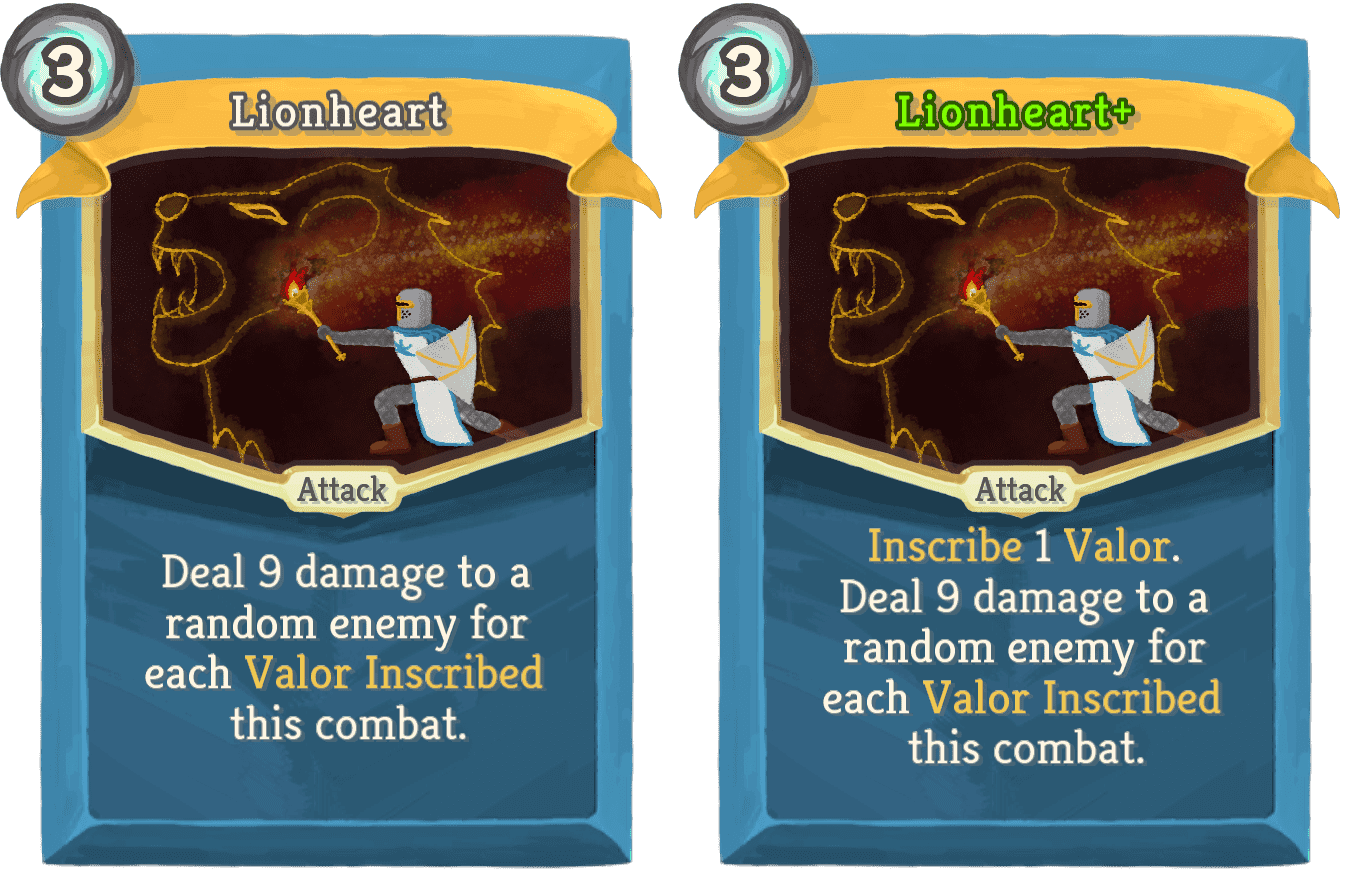 3
Lionheart
Attack
Deal 9 damage to a
random enemy for
each Valor Inscribed
this combat.
3
Lionheart+
Attack
Inscribe 1 Valor.
Deal 9 damage to a
random enemy for
each Valor Inscribed
this combat.